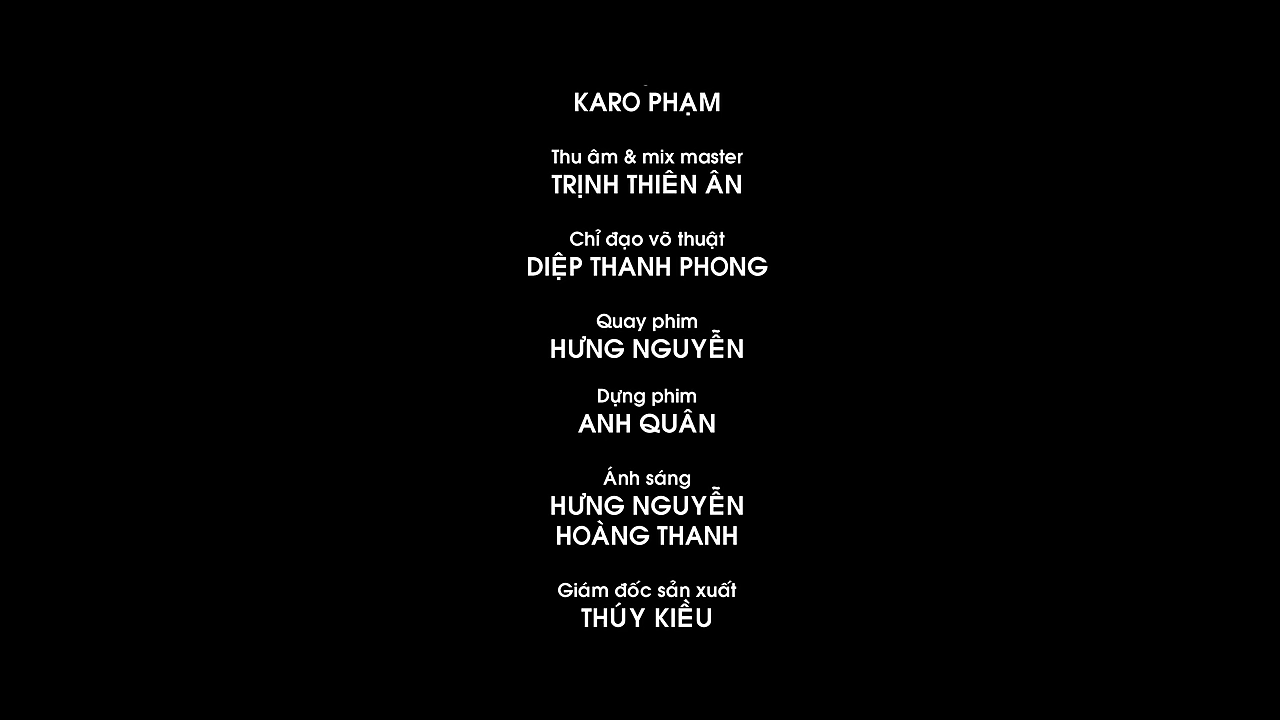 KARO PHẠM
Thu âm & mix master
TRỊNH THIÊN ÂN
Chỉ đạo võ thuật
DIỆP THANH PHONG
Quay phim
HƯNG NGUYỄN
Dựng phim
ANH QUÂN
Ánh sáng
HƯNG NGUYỄN
HOÀNG THANH
Giám đốc sản xuất
THÚY KIỀU